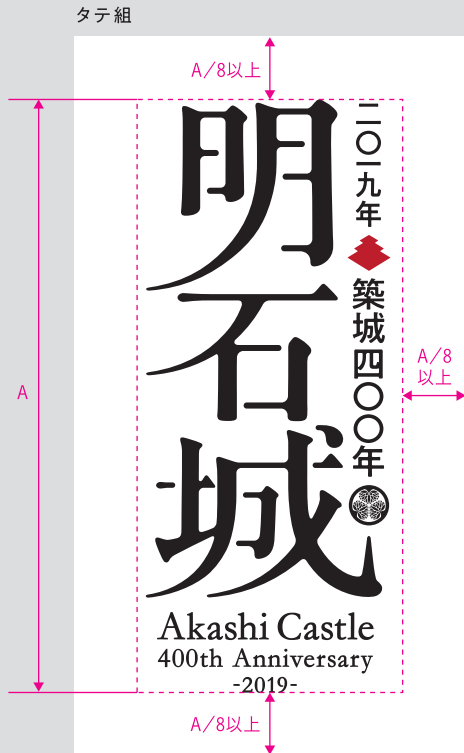 タテ組
A/8以上
A
明石城
二〇一九年 築城四〇〇年
A/8
以上
Akashi Castle
400th Anniversary
-2019-
A/8以上